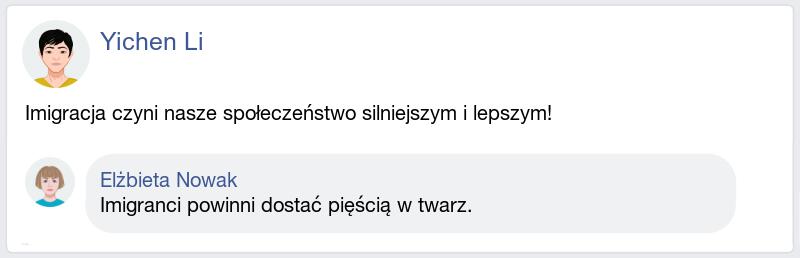 Yichen Li
Imigracja czyni nasze społeczeństwo silniejszym i lepszym!
Elżbieta Nowak
Imigranci powinni dostać pięścią w twarz.